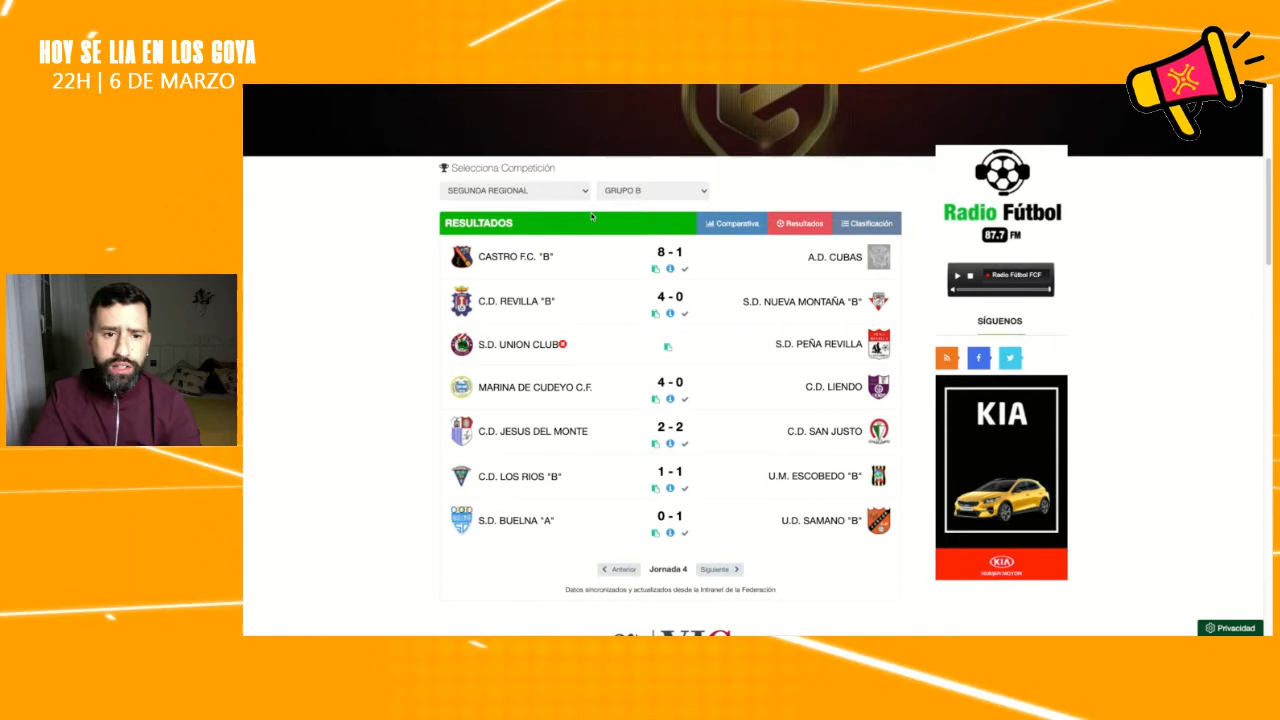 HOY SE LIA EN LOS GOYA
22H | 6 DE MARZO
Selecciona Competición
SEGUNDA REGIONAL
GRUPO B
RESULTADOS
Comparativa
Resultados
Clasificación
CASTRO F.C. "B" 8 - 1 A.D. CUBAS
C.D. REVILLA "B" 4 - 0 S.D. NUEVA MONTAÑA "B"
S.D. UNION CLUB S.D. PEÑA REVILLA
MARINA DE CUDEYO C.F. 4 - 0 C.D. LIENDO
C.D. JESUS DEL MONTE 2 - 2 C.D. SAN JUSTO
C.D. LOS RIOS "B" 1 - 1 U.M. ESCOBEDO "B"
S.D. BUELNA "A" 0 - 1 U.D. SAMANO "B"
Anterior Jornada 4 Siguiente
Datos sincronizados y actualizados desde la Intranet de la Federación
Radio Fútbol
87.7 FM
Radio Fútbol FCF
SÍGUENOS
KIA
KIA
NUMAR MOTOR
Privacidad